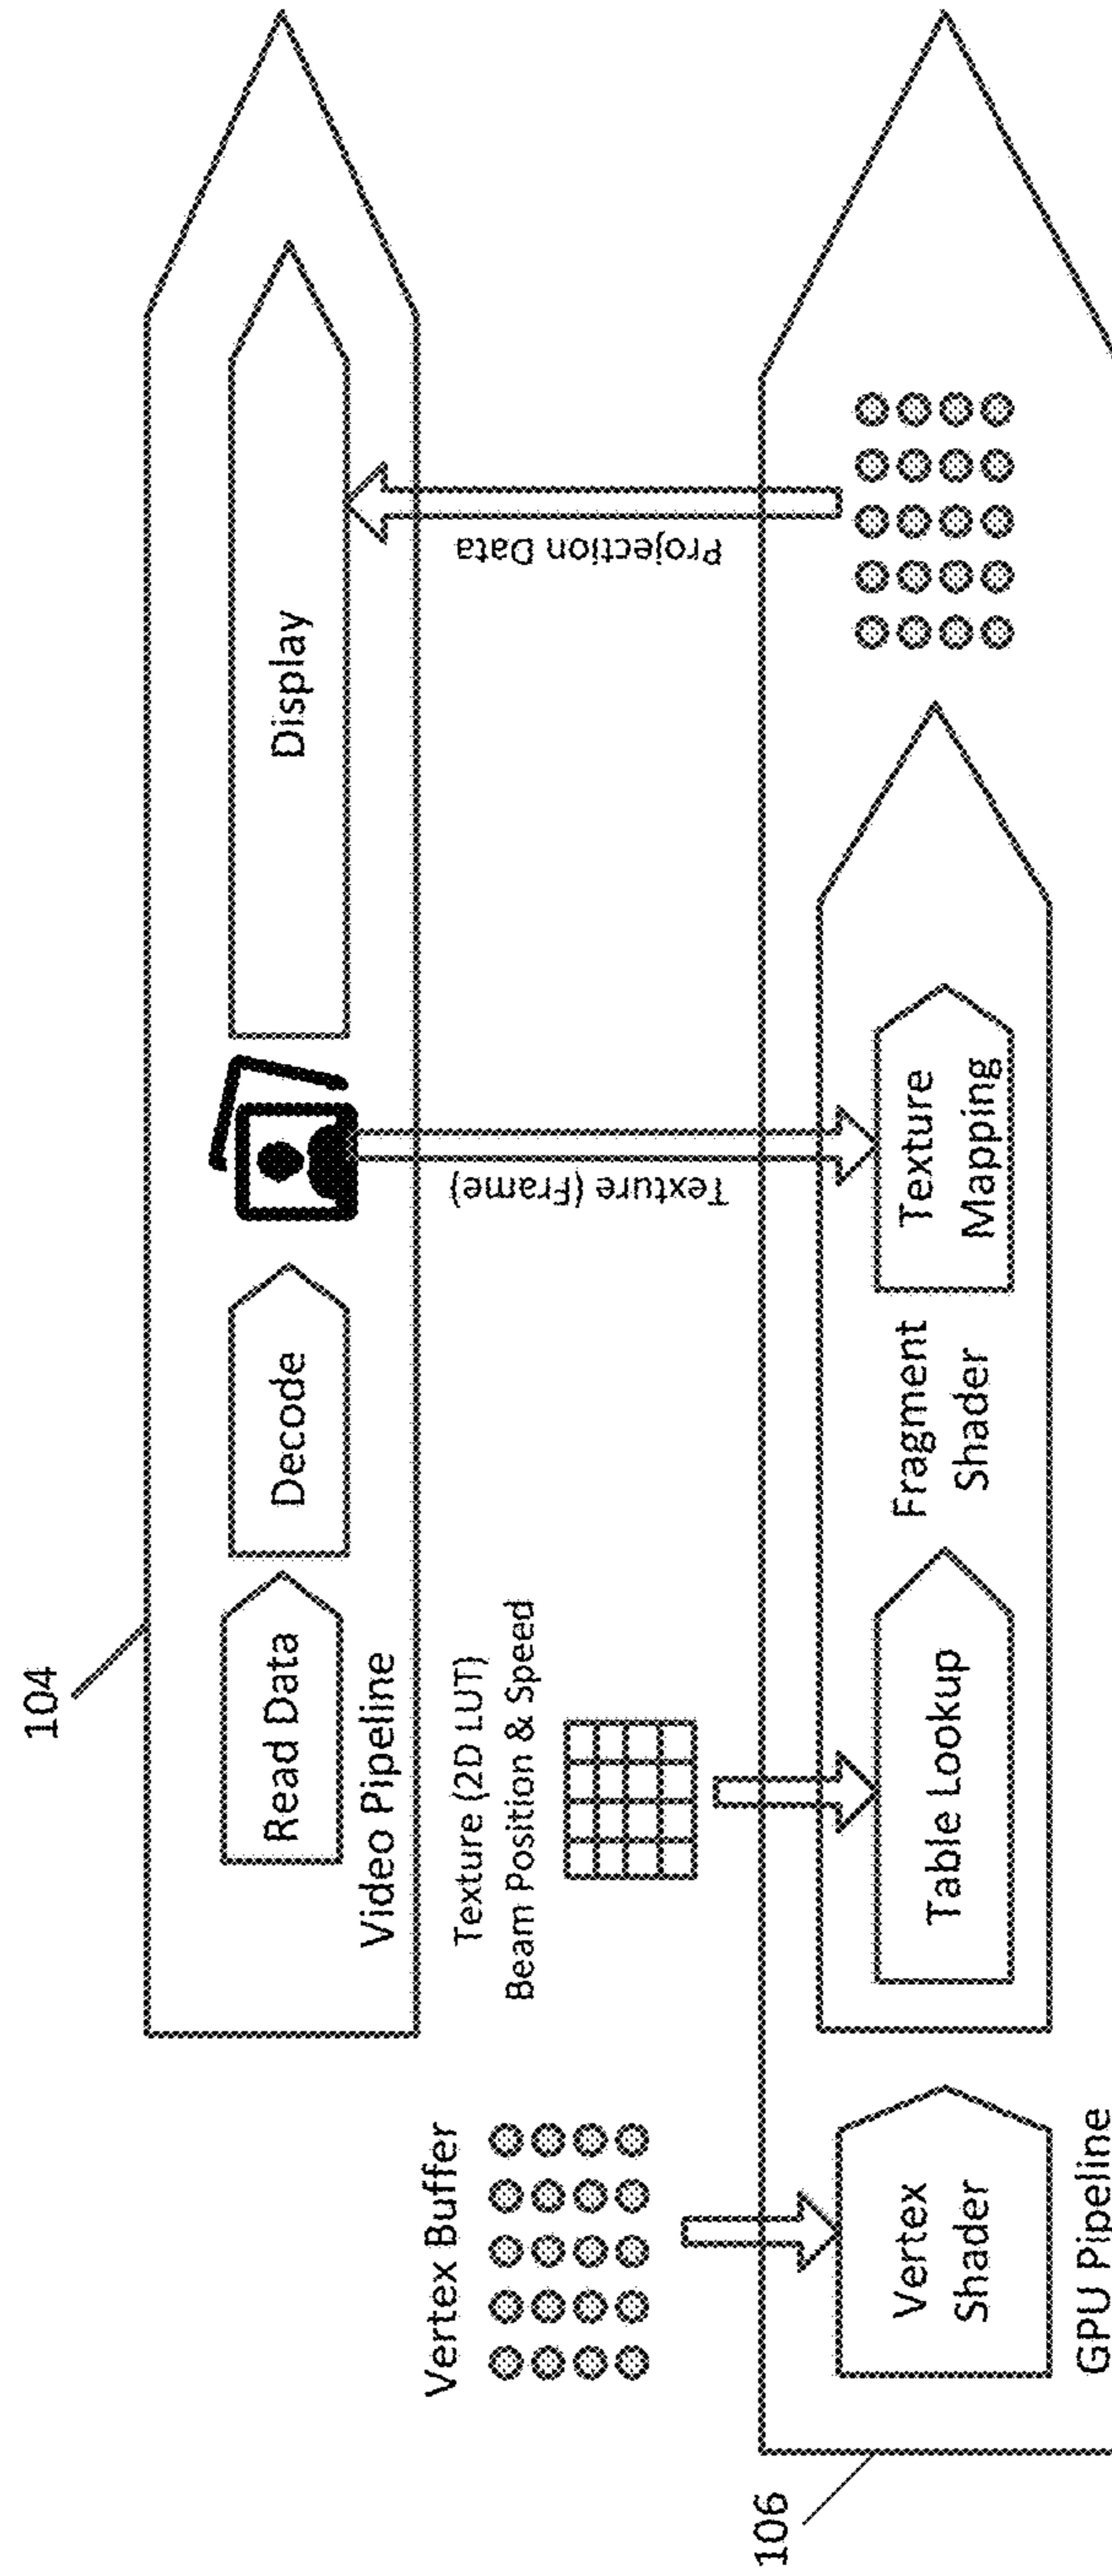 104
Read Data
Decode
Display
Video Pipeline
Vertex Buffer
Texture (2D LUT)
Beam Position & Speed
Texture (Frame)
Projection Data
106
Vertex
Shader
Table Lookup
Fragment
Shader
Texture
Mapping
GPU Pipeline